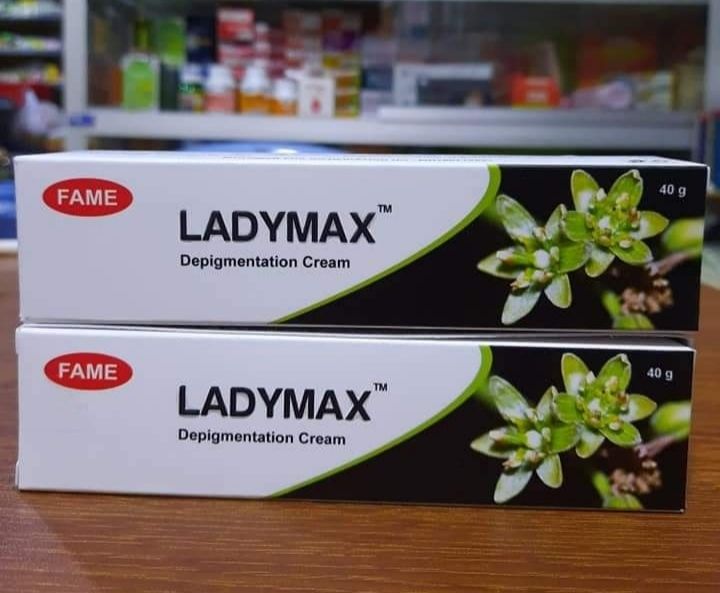 FAME
LADYMAX™
Depigmentation Cream
40 g
FAME
LADYMAX™
Depigmentation Cream
40 g